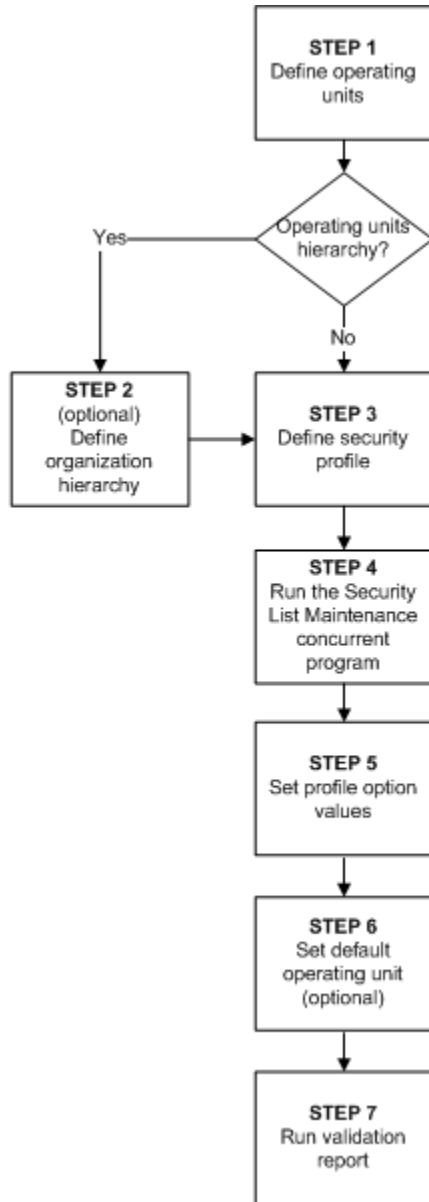 STEP 1
Define operating
units
Operating units
hierarchy?
Yes
No
STEP 2
(optional)
Define
organization
hierarchy
STEP 3
Define security
profile
STEP 4
Run the Security
List Maintenance
concurrent
program
STEP 5
Set profile option
values
STEP 6
Set default
operating unit
(optional)
STEP 7
Run validation
report